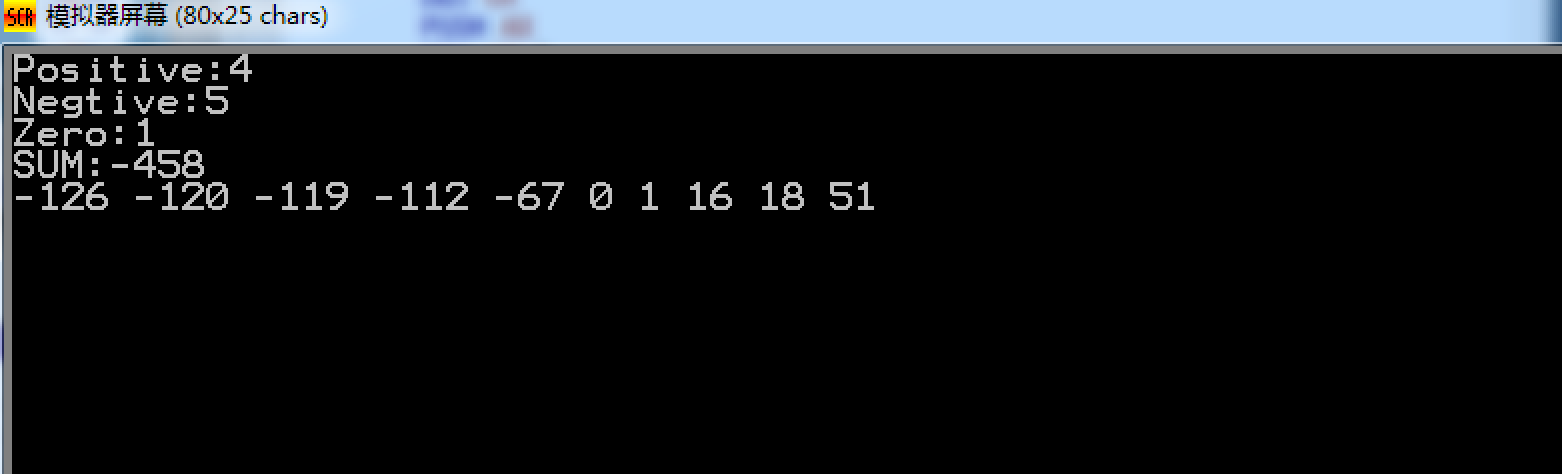 SCR 模拟器屏幕 (80x25 chars)
Positive:4
Negtive:5
Zero:1
SUM:-458
-126 -120 -119 -112 -67 0 1 16 18 51